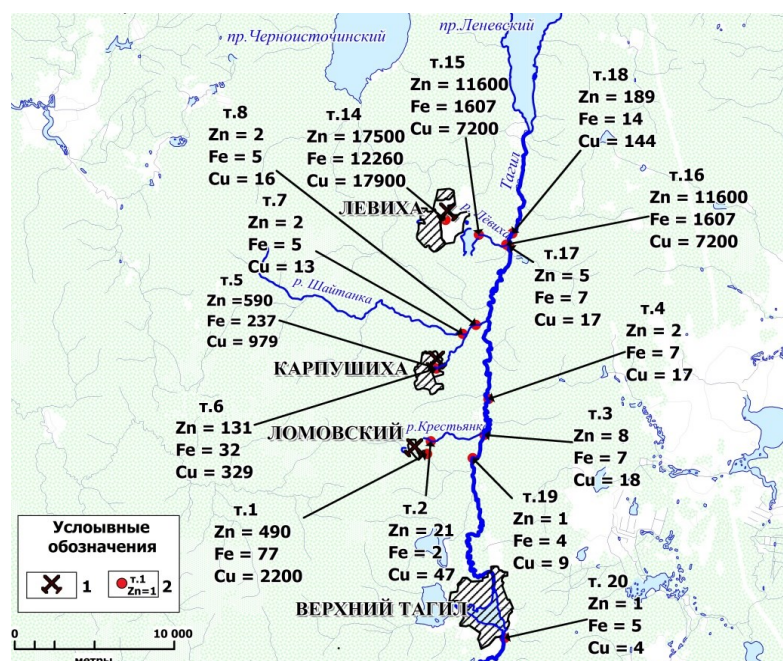 пр.Черноисточинский
пр.Леневский
т.15
Zn = 11600
Fe = 1607
Cu = 7200
т.18
Zn = 189
Fe = 14
Cu = 144
т.8
Zn = 2
Fe = 5
Cu = 16
т.14
Zn = 17500
Fe = 12260
Cu = 17900
Тагил
т.16
Zn = 11600
Fe = 1607
Cu = 7200
ЛЕВИХА
р. Лёвиха
т.7
Zn = 2
Fe = 5
Cu = 13
т.17
Zn = 5
Fe = 7
Cu = 17
т.5
Zn =590
Fe = 237
Cu = 979
р. Шайтанка
т.4
Zn = 2
Fe = 7
Cu = 17
КАРПУШИХА
т.6
Zn = 131
Fe = 32
Cu = 329
ЛОМОВСКИЙ
р.Крестьянка
т.3
Zn = 8
Fe = 7
Cu = 18
т.1
Zn = 490
Fe = 77
Cu = 2200
т.2
Zn = 21
Fe = 2
Cu = 47
т.19
Zn = 1
Fe = 4
Cu = 9
т. 20
Zn = 1
Fe = 5
Cu = 4
ВЕРХНИЙ ТАГИЛ
Услоывные
обозначения
1
т.1
Zn=1
2
0
10 000
метры